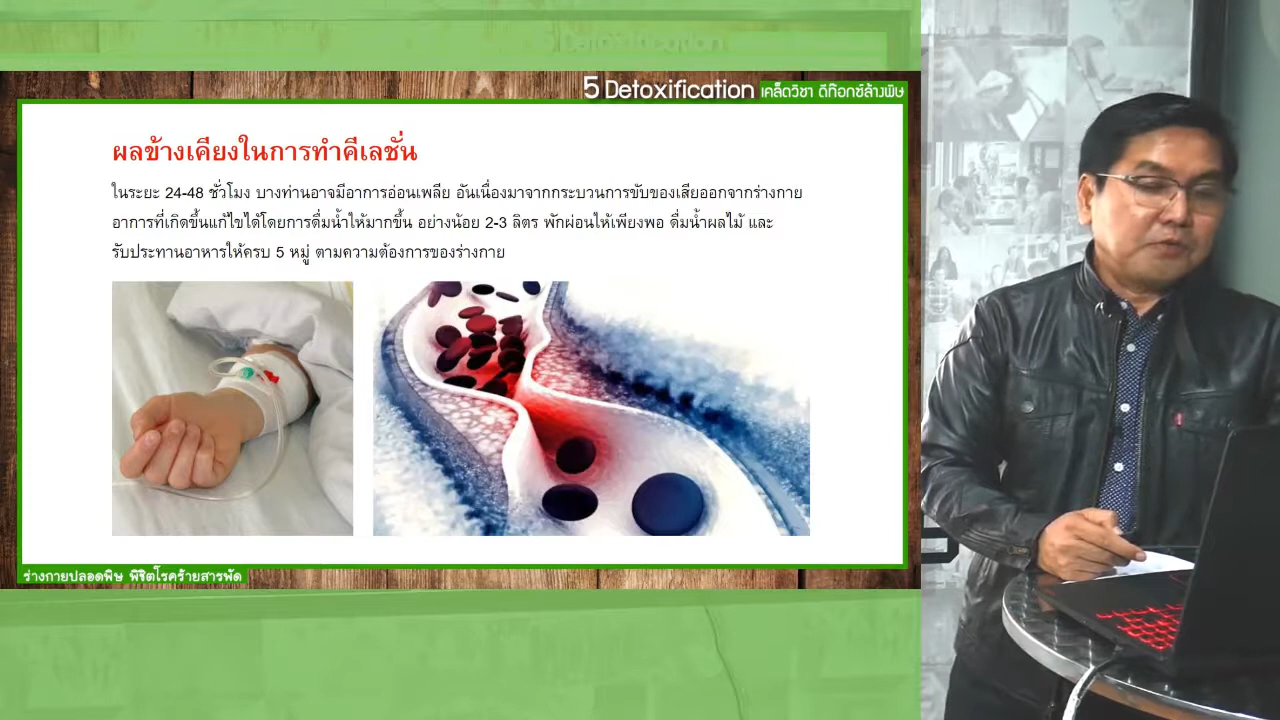 5 Detoxification เคล็ดวิชา ดีท๊อกซ์ล้างพิษ
ผลข้างเคียงในการทำคีเลชั่น
ในระยะ 24-48 ชั่วโมง บางท่านอาจมีอาการอ่อนเพลีย อันเนื่องมาจากกระบวนการขับของเสียออกจากร่างกาย
อาการที่เกิดขึ้นแก้ไขได้โดยการดื่มน้ำให้มากขึ้น อย่างน้อย 2-3 ลิตร พักผ่อนให้เพียงพอ ดื่มน้ำผลไม้ และ
รับประทานอาหารให้ครบ 5 หมู่ ตามความต้องการของร่างกาย
ร่างกายปลอดพิษ พิชิตโรคร้ายสารพัด